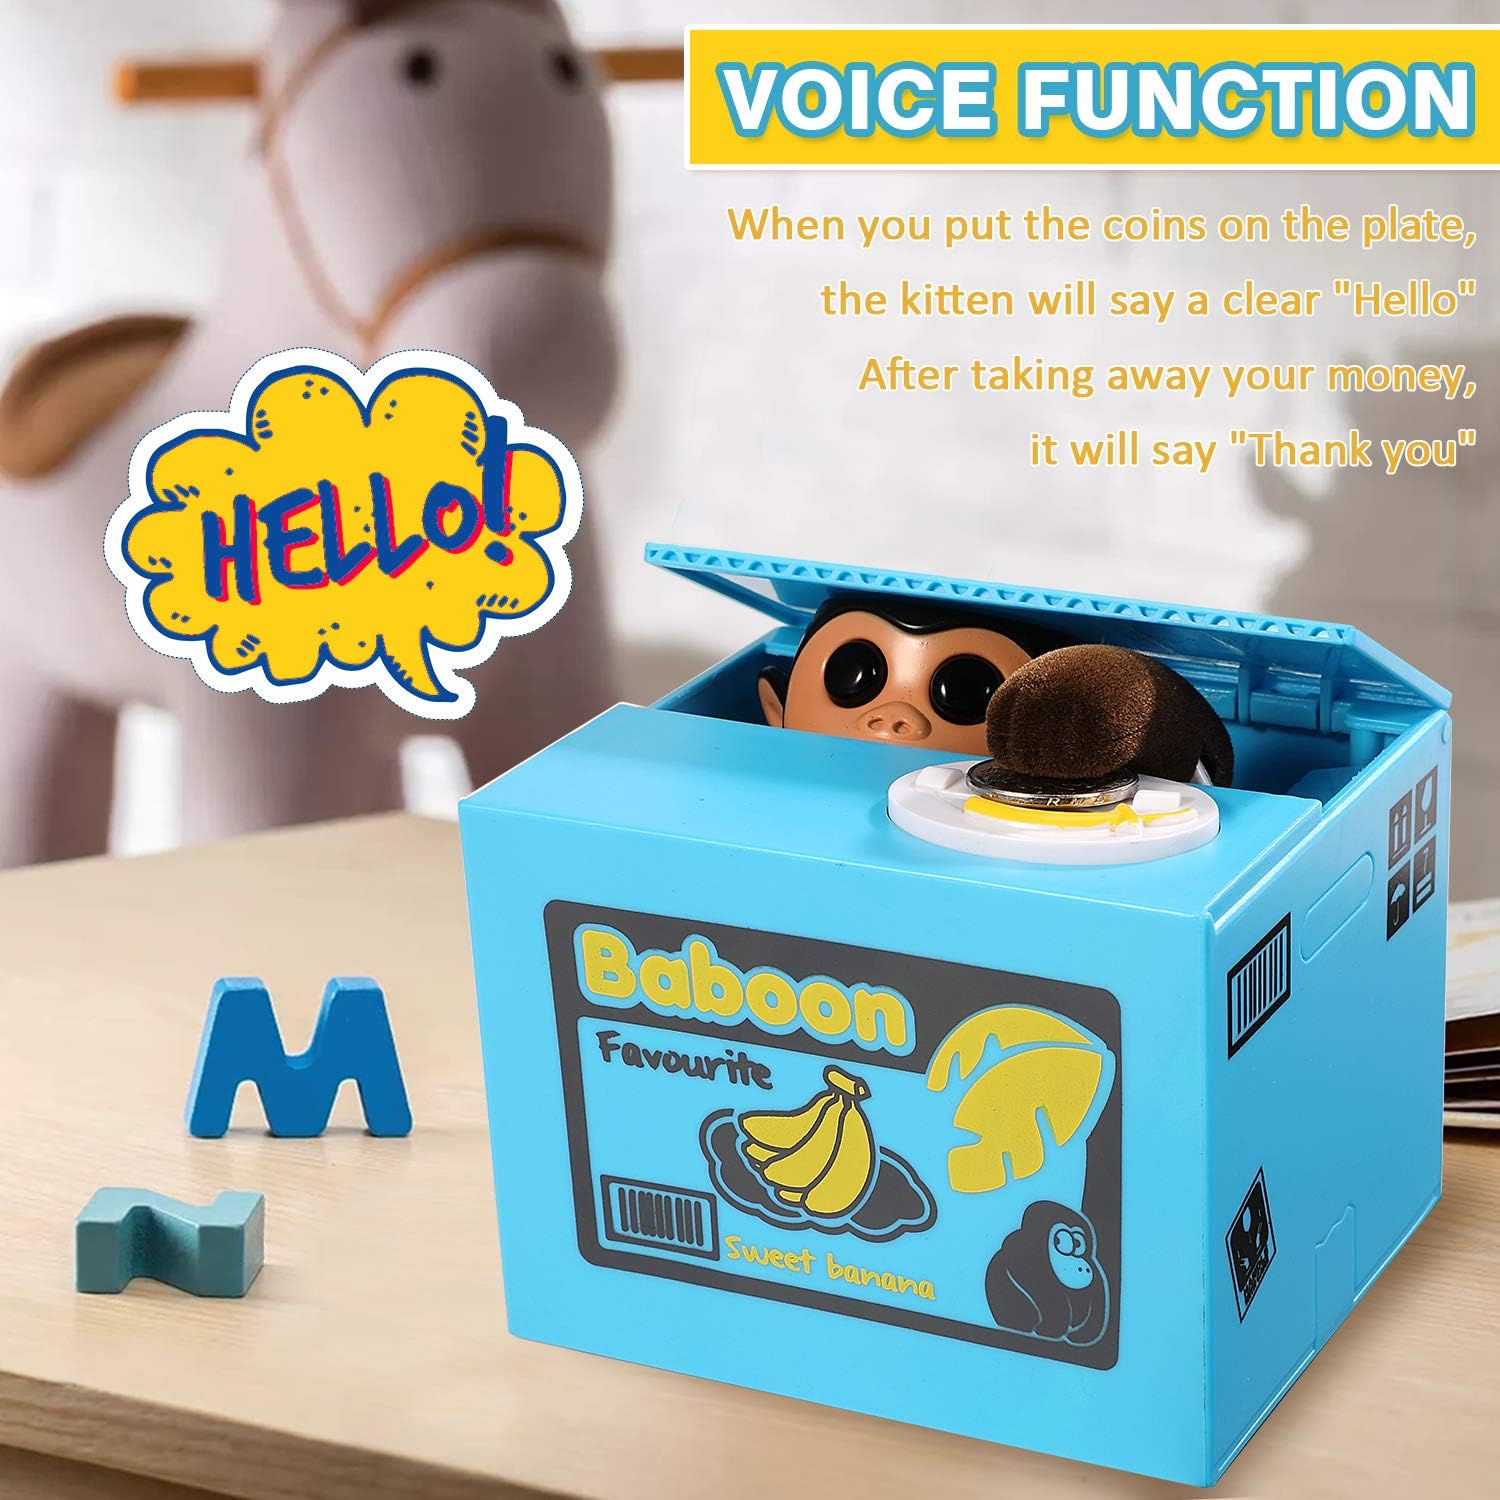 VOICE FUNCTION
When you put the coins on the plate,
the kitten will say a clear "Hello"
After taking away your money,
it will say "Thank you"
HELLO!
Baboon
Favourite
Sweet banana
M
N